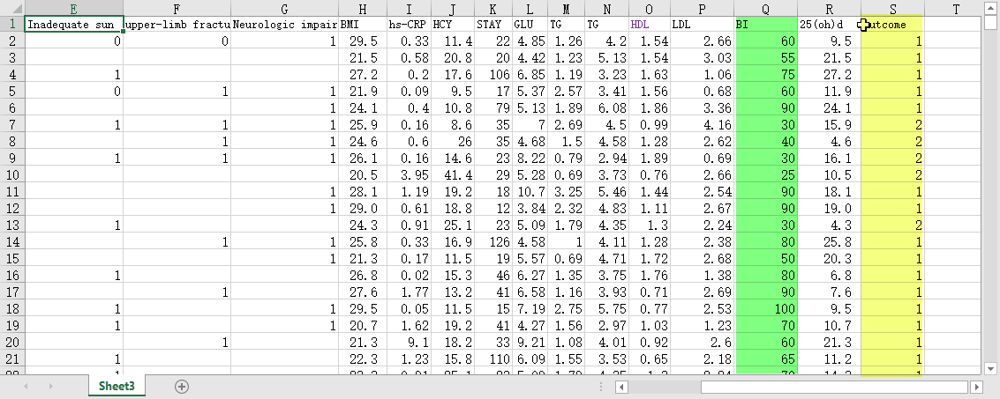 E F G H I J K L M N O P Q R S T
1 Inadequate sun upper-limb fractu Neurologic impair BMI hs-CRP HCY STAY GLU TG TG HDL LDL BI 25(oh)d utcome
2 0 0 1 29.5 0.33 11.4 22 4.85 1.26 4.2 1.54 2.66 60 9.5 1
3 21.5 0.58 20.8 20 4.42 1.23 5.13 1.54 3.03 55 21.5 1
4 1 27.2 0.2 17.6 106 6.85 1.19 3.23 1.63 1.06 75 27.2 1
5 0 1 1 21.9 0.09 9.5 17 5.37 2.57 3.41 1.56 0.68 60 11.9 1
6 1 24.1 0.4 10.8 79 5.13 1.89 6.08 1.86 3.36 90 24.1 1
7 1 1 1 25.9 0.16 8.6 35 7 2.69 4.5 0.99 4.16 30 15.9 2
8 1 1 24.6 0.6 26 35 4.68 1.5 4.58 1.28 2.62 40 4.6 2
9 1 1 1 26.1 0.16 14.6 23 8.22 0.79 2.94 1.89 0.69 30 16.1 2
10 20.5 3.95 41.4 29 5.28 0.69 3.73 0.76 2.66 25 10.5 2
11 1 28.1 1.19 19.2 18 10.7 3.25 5.46 1.44 2.54 90 18.1 1
12 1 29.0 0.61 18.8 12 3.84 2.32 4.83 1.11 2.67 90 19.0 1
13 1 24.3 0.91 25.1 23 5.09 1.79 4.35 1.3 2.24 30 4.3 2
14 1 1 25.8 0.33 16.9 126 4.58 1 4.11 1.28 2.38 80 25.8 1
15 1 21.3 0.17 11.5 19 5.57 0.69 4.71 1.72 2.68 50 20.3 1
16 1 26.8 0.02 15.3 46 6.27 1.35 3.75 1.76 1.38 80 6.8 1
17 1 27.6 1.77 13.2 41 6.58 1.16 3.93 0.71 2.69 90 7.6 1
18 1 1 29.5 0.05 11.5 15 7.19 2.75 5.75 0.77 2.53 100 9.5 1
19 1 1 20.7 1.62 19.2 41 4.27 1.56 2.97 1.03 1.23 70 10.7 1
20 1 21.3 9.1 18.2 33 9.21 1.08 4.01 0.92 2.6 60 21.3 1
21 1 22.3 1.23 15.8 110 6.09 1.55 3.53 0.65 2.18 65 11.2 1
Sheet3